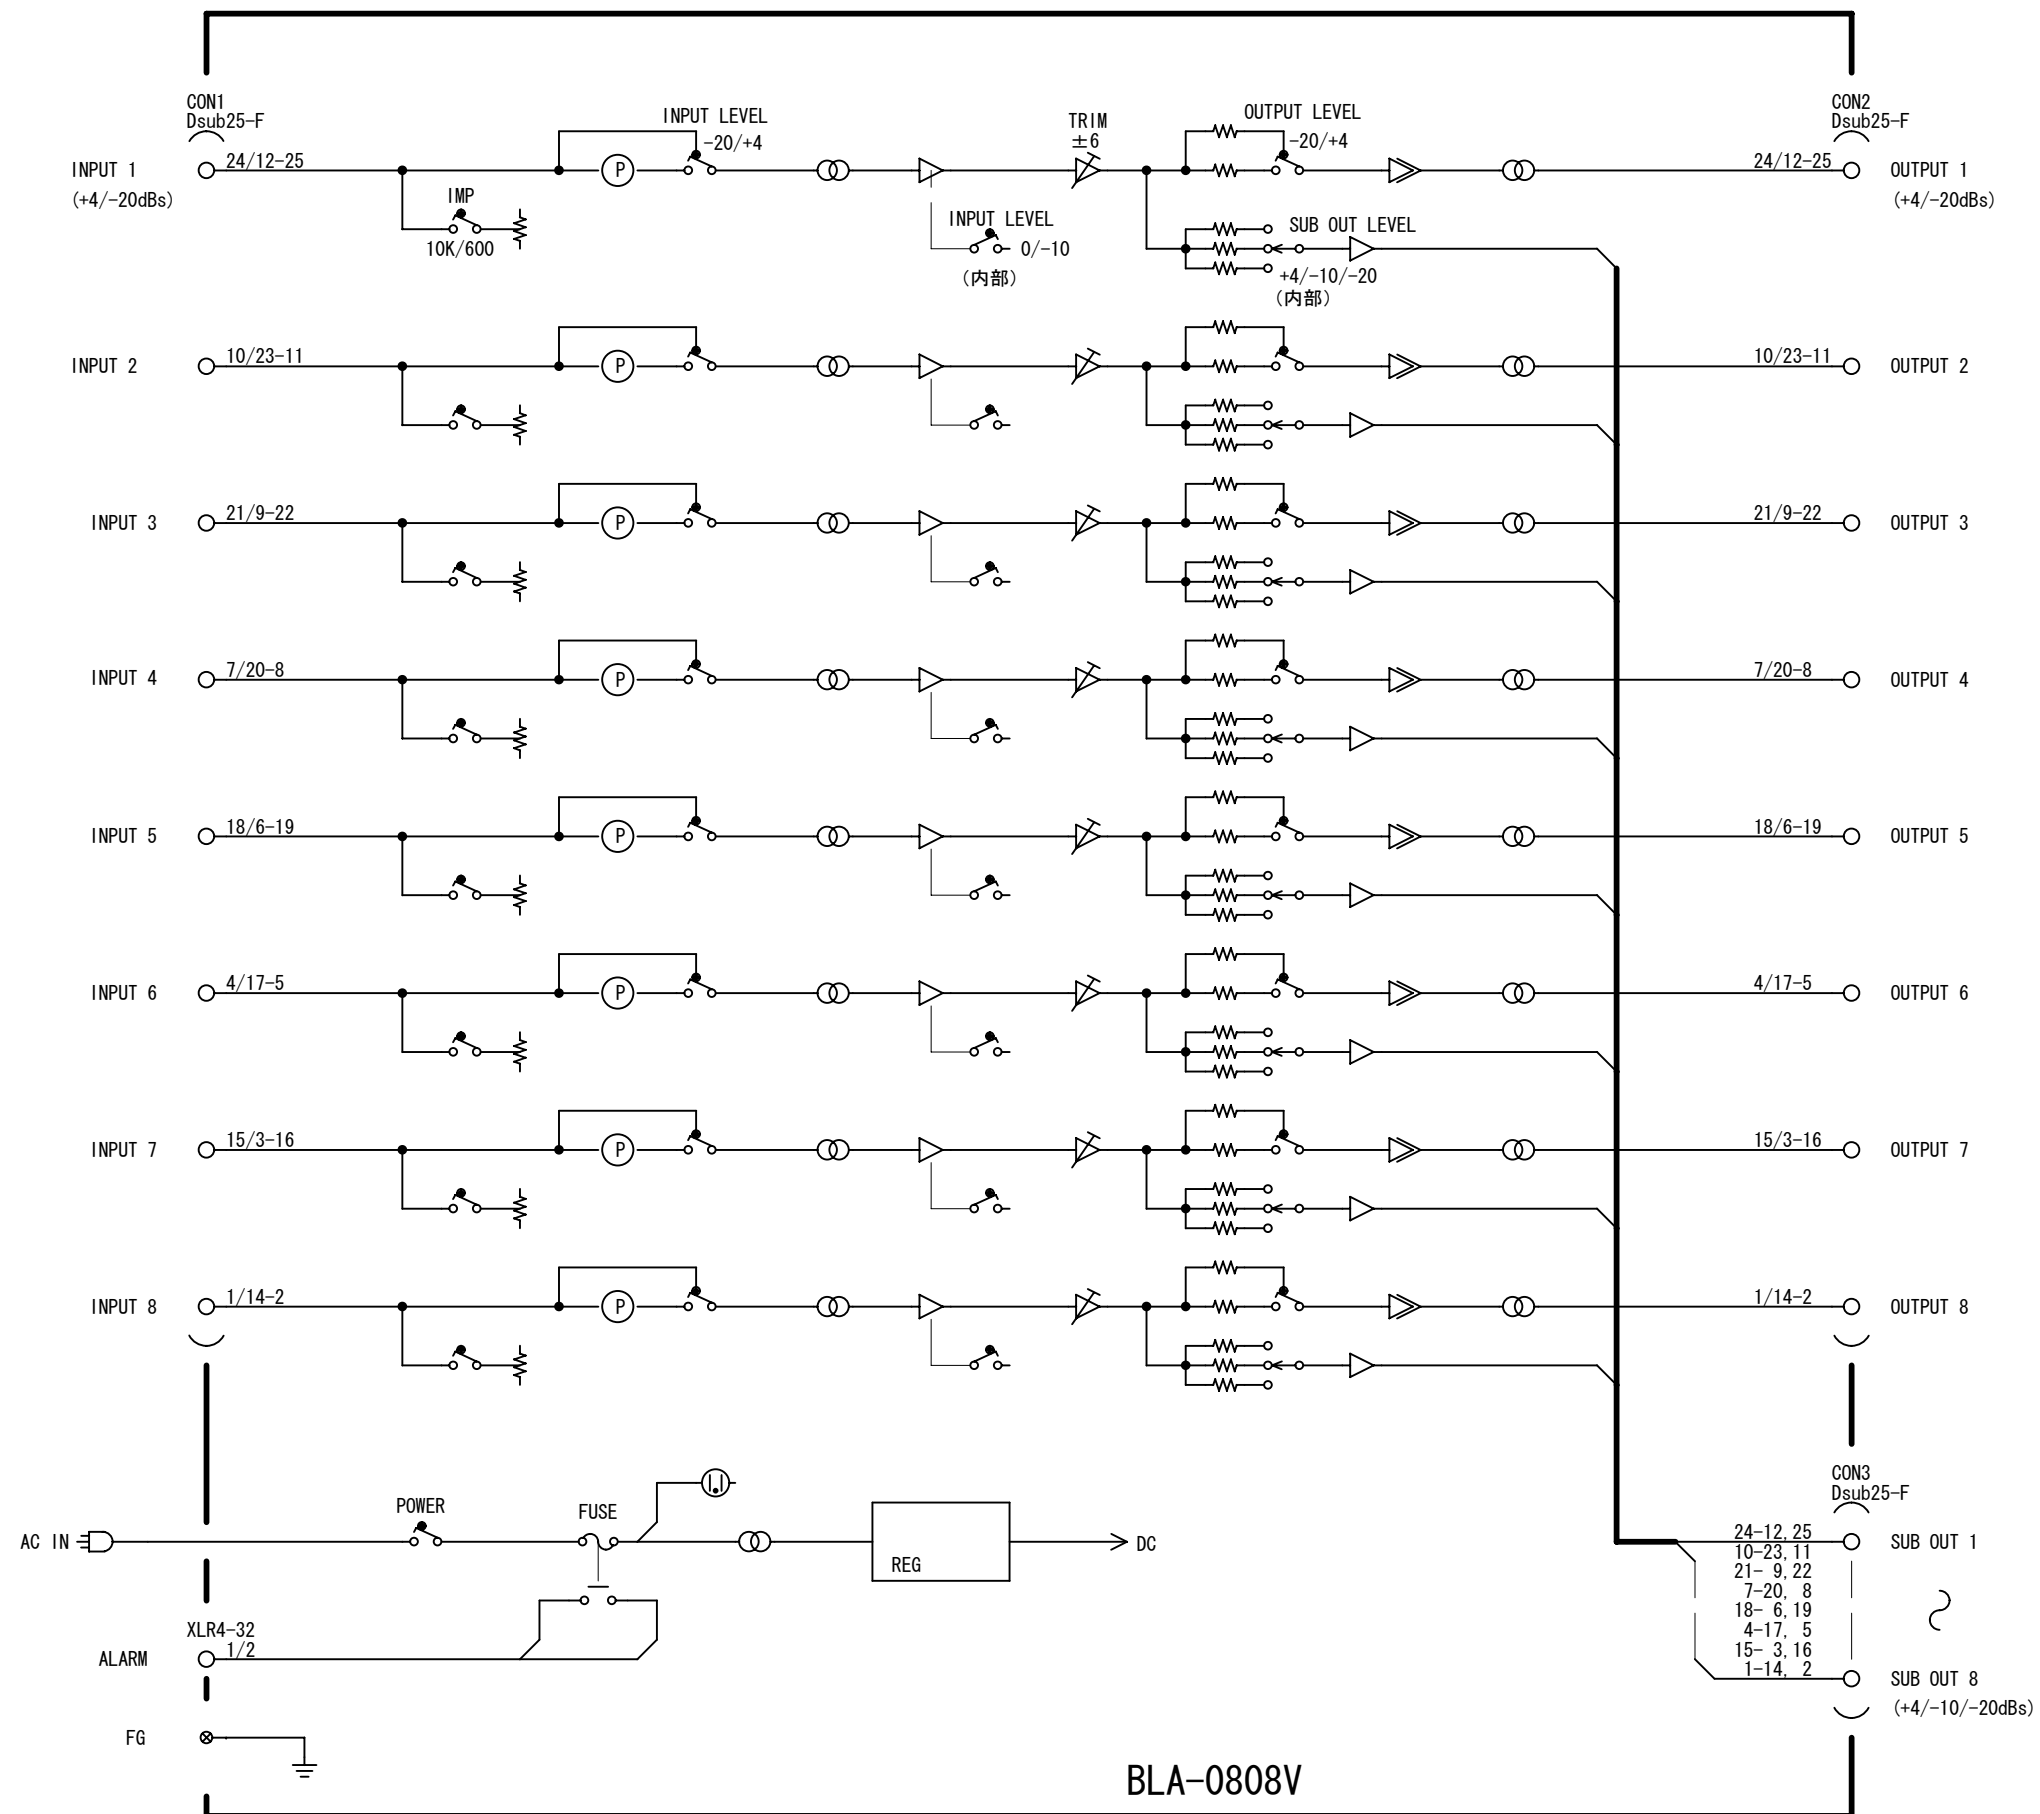 CON1
Dsub25-F
INPUT LEVEL
-20/+4
TRIM
±6
OUTPUT LEVEL
-20/+4
CON2
Dsub25-F
INPUT 1
(+4/-20dBs)
24/12-25
P
24/12-25
OUTPUT 1
(+4/-20dBs)
IMP
10K/600
INPUT LEVEL
0/-10
(内部)
SUB OUT LEVEL
+4/-10/-20
(内部)
INPUT 2
10/23-11
P
10/23-11
OUTPUT 2
INPUT 3
21/9-22
P
21/9-22
OUTPUT 3
INPUT 4
7/20-8
P
7/20-8
OUTPUT 4
INPUT 5
18/6-19
P
18/6-19
OUTPUT 5
INPUT 6
4/17-5
P
4/17-5
OUTPUT 6
INPUT 7
15/3-16
P
15/3-16
OUTPUT 7
INPUT 8
1/14-2
P
1/14-2
OUTPUT 8
AC IN
POWER
FUSE
REG
DC
CON3
Dsub25-F
24-12,25
SUB OUT 1
10-23,11
21- 9,22
7-20, 8
18- 6,19
4-17, 5
15- 3,16
1-14, 2
SUB OUT 8
(+4/-10/-20dBs)
XLR4-32
ALARM
1/2
FG
BLA-0808V